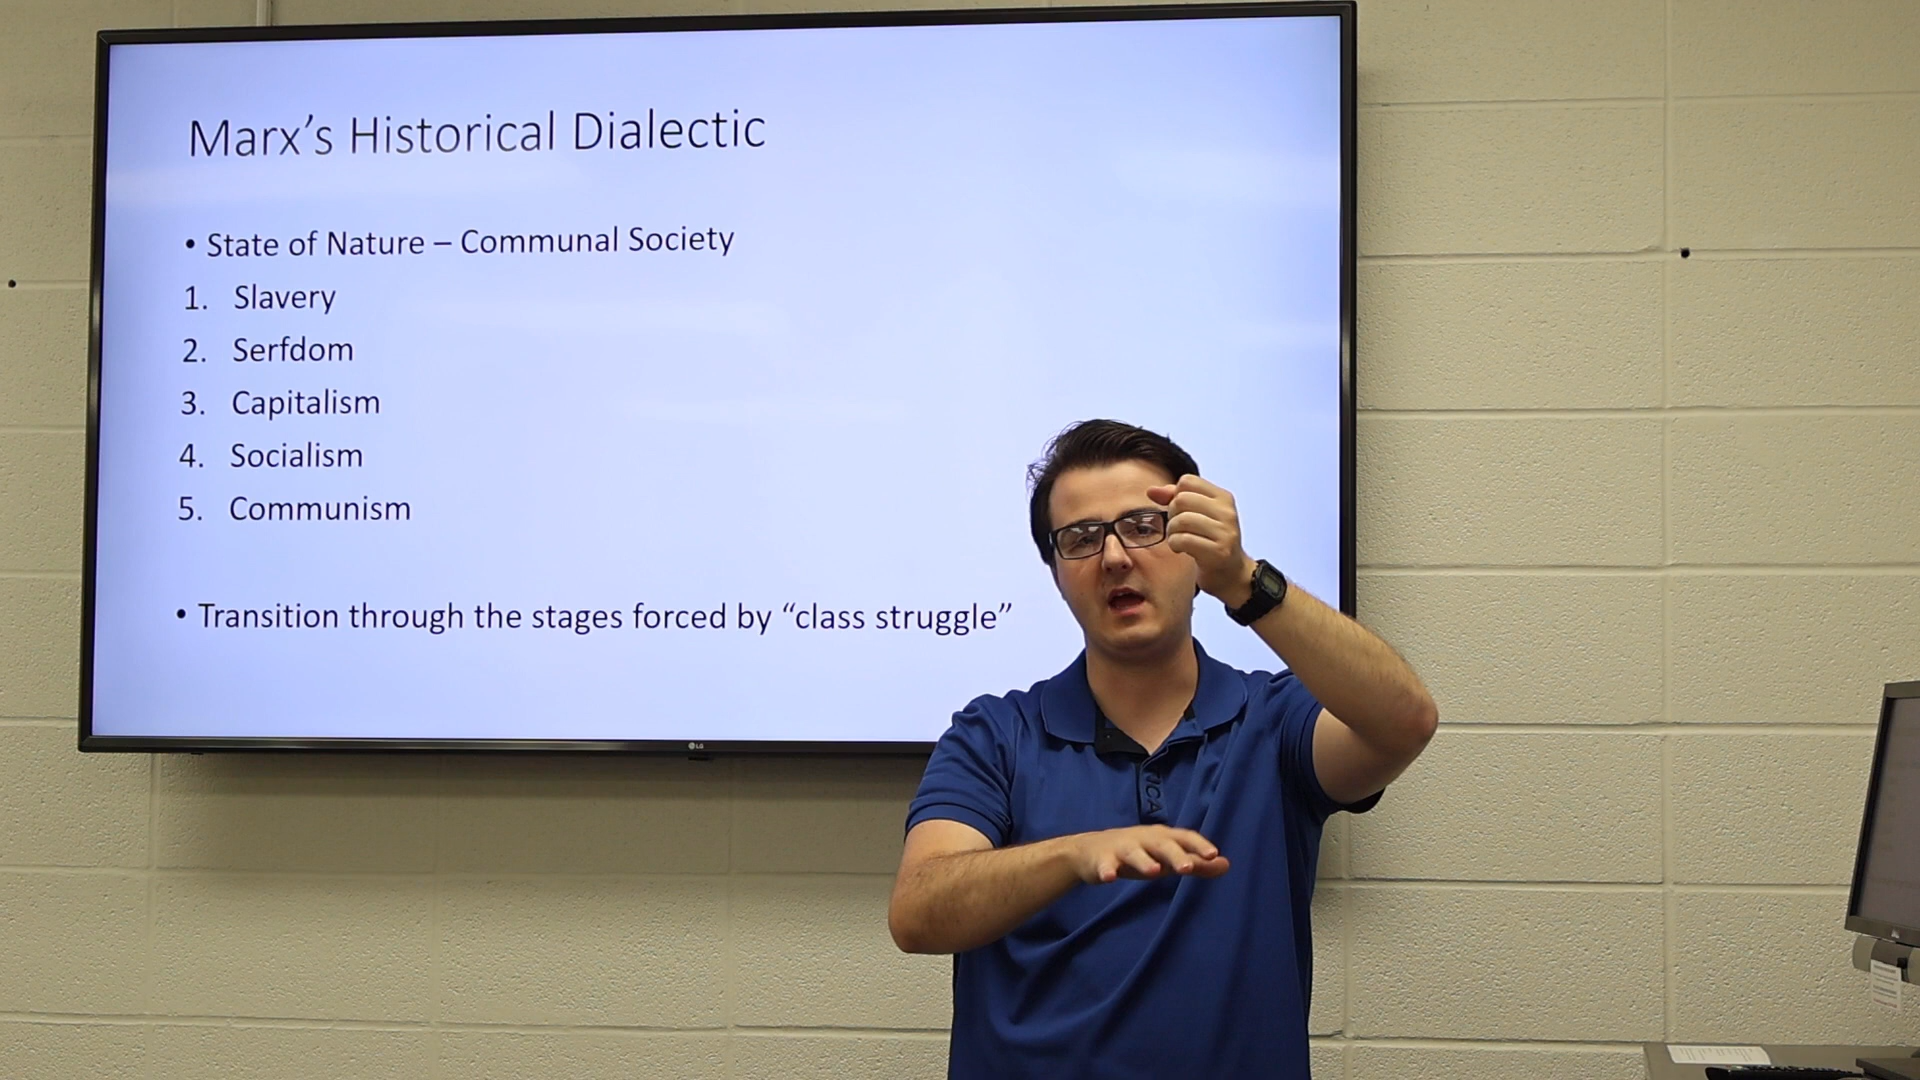 Marx’s Historical Dialectic
• State of Nature – Communal Society
1. Slavery
2. Serfdom
3. Capitalism
4. Socialism
5. Communism
• Transition through the stages forced by “class struggle”
LG